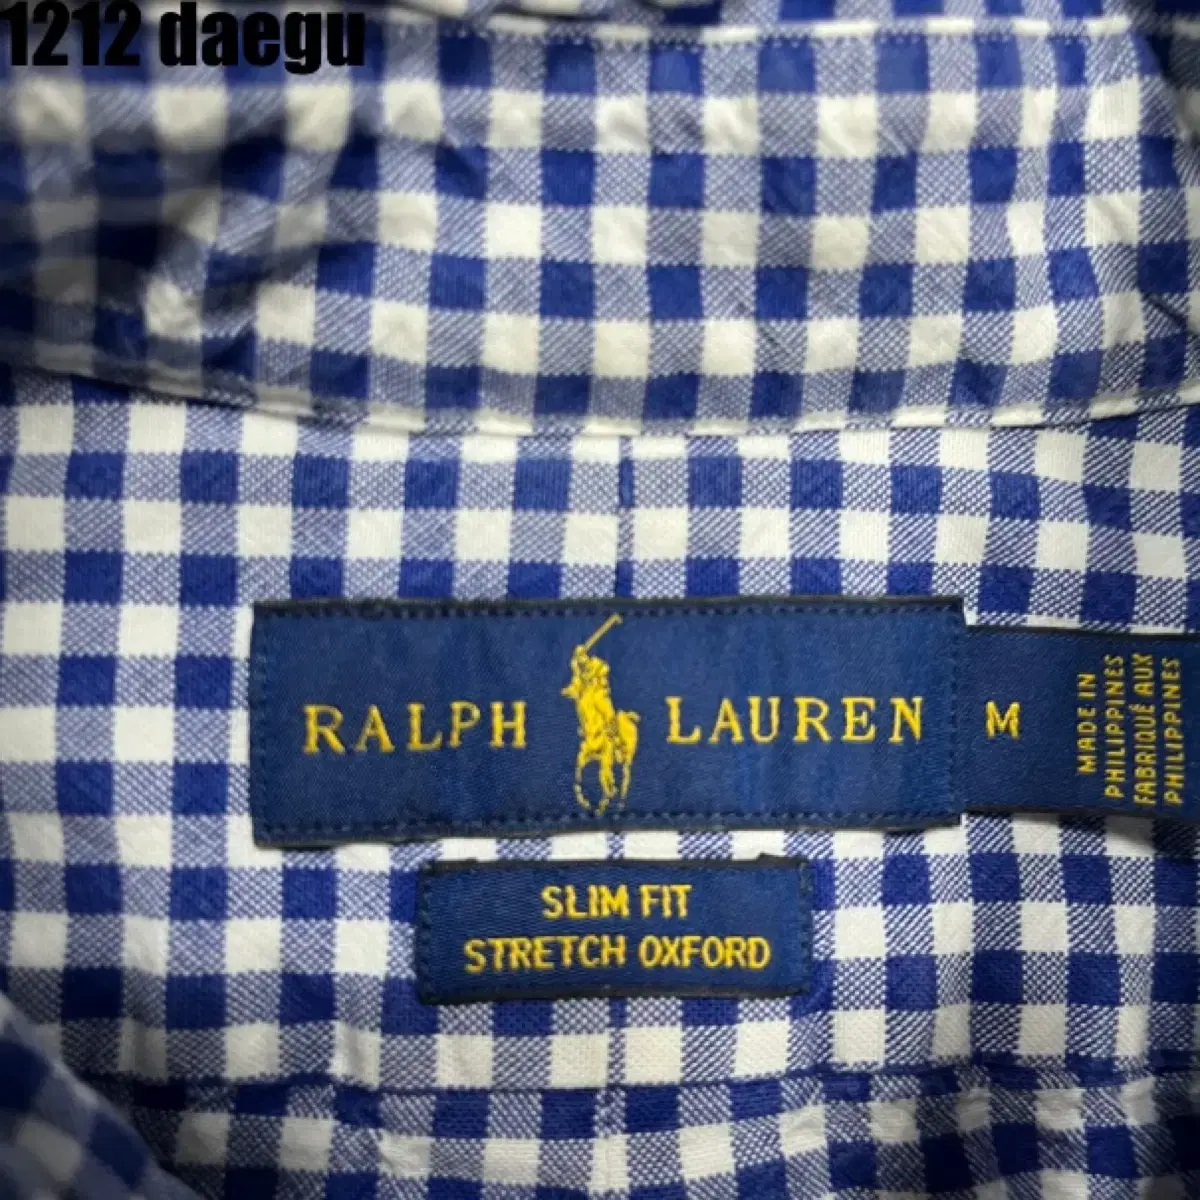 1212 daegu
RALPH LAUREN
M
MADE IN
PHILIPPINES
FABRIQUÉ AUX
PHILIPPINES
SLIM FIT
STRETCH OXFORD